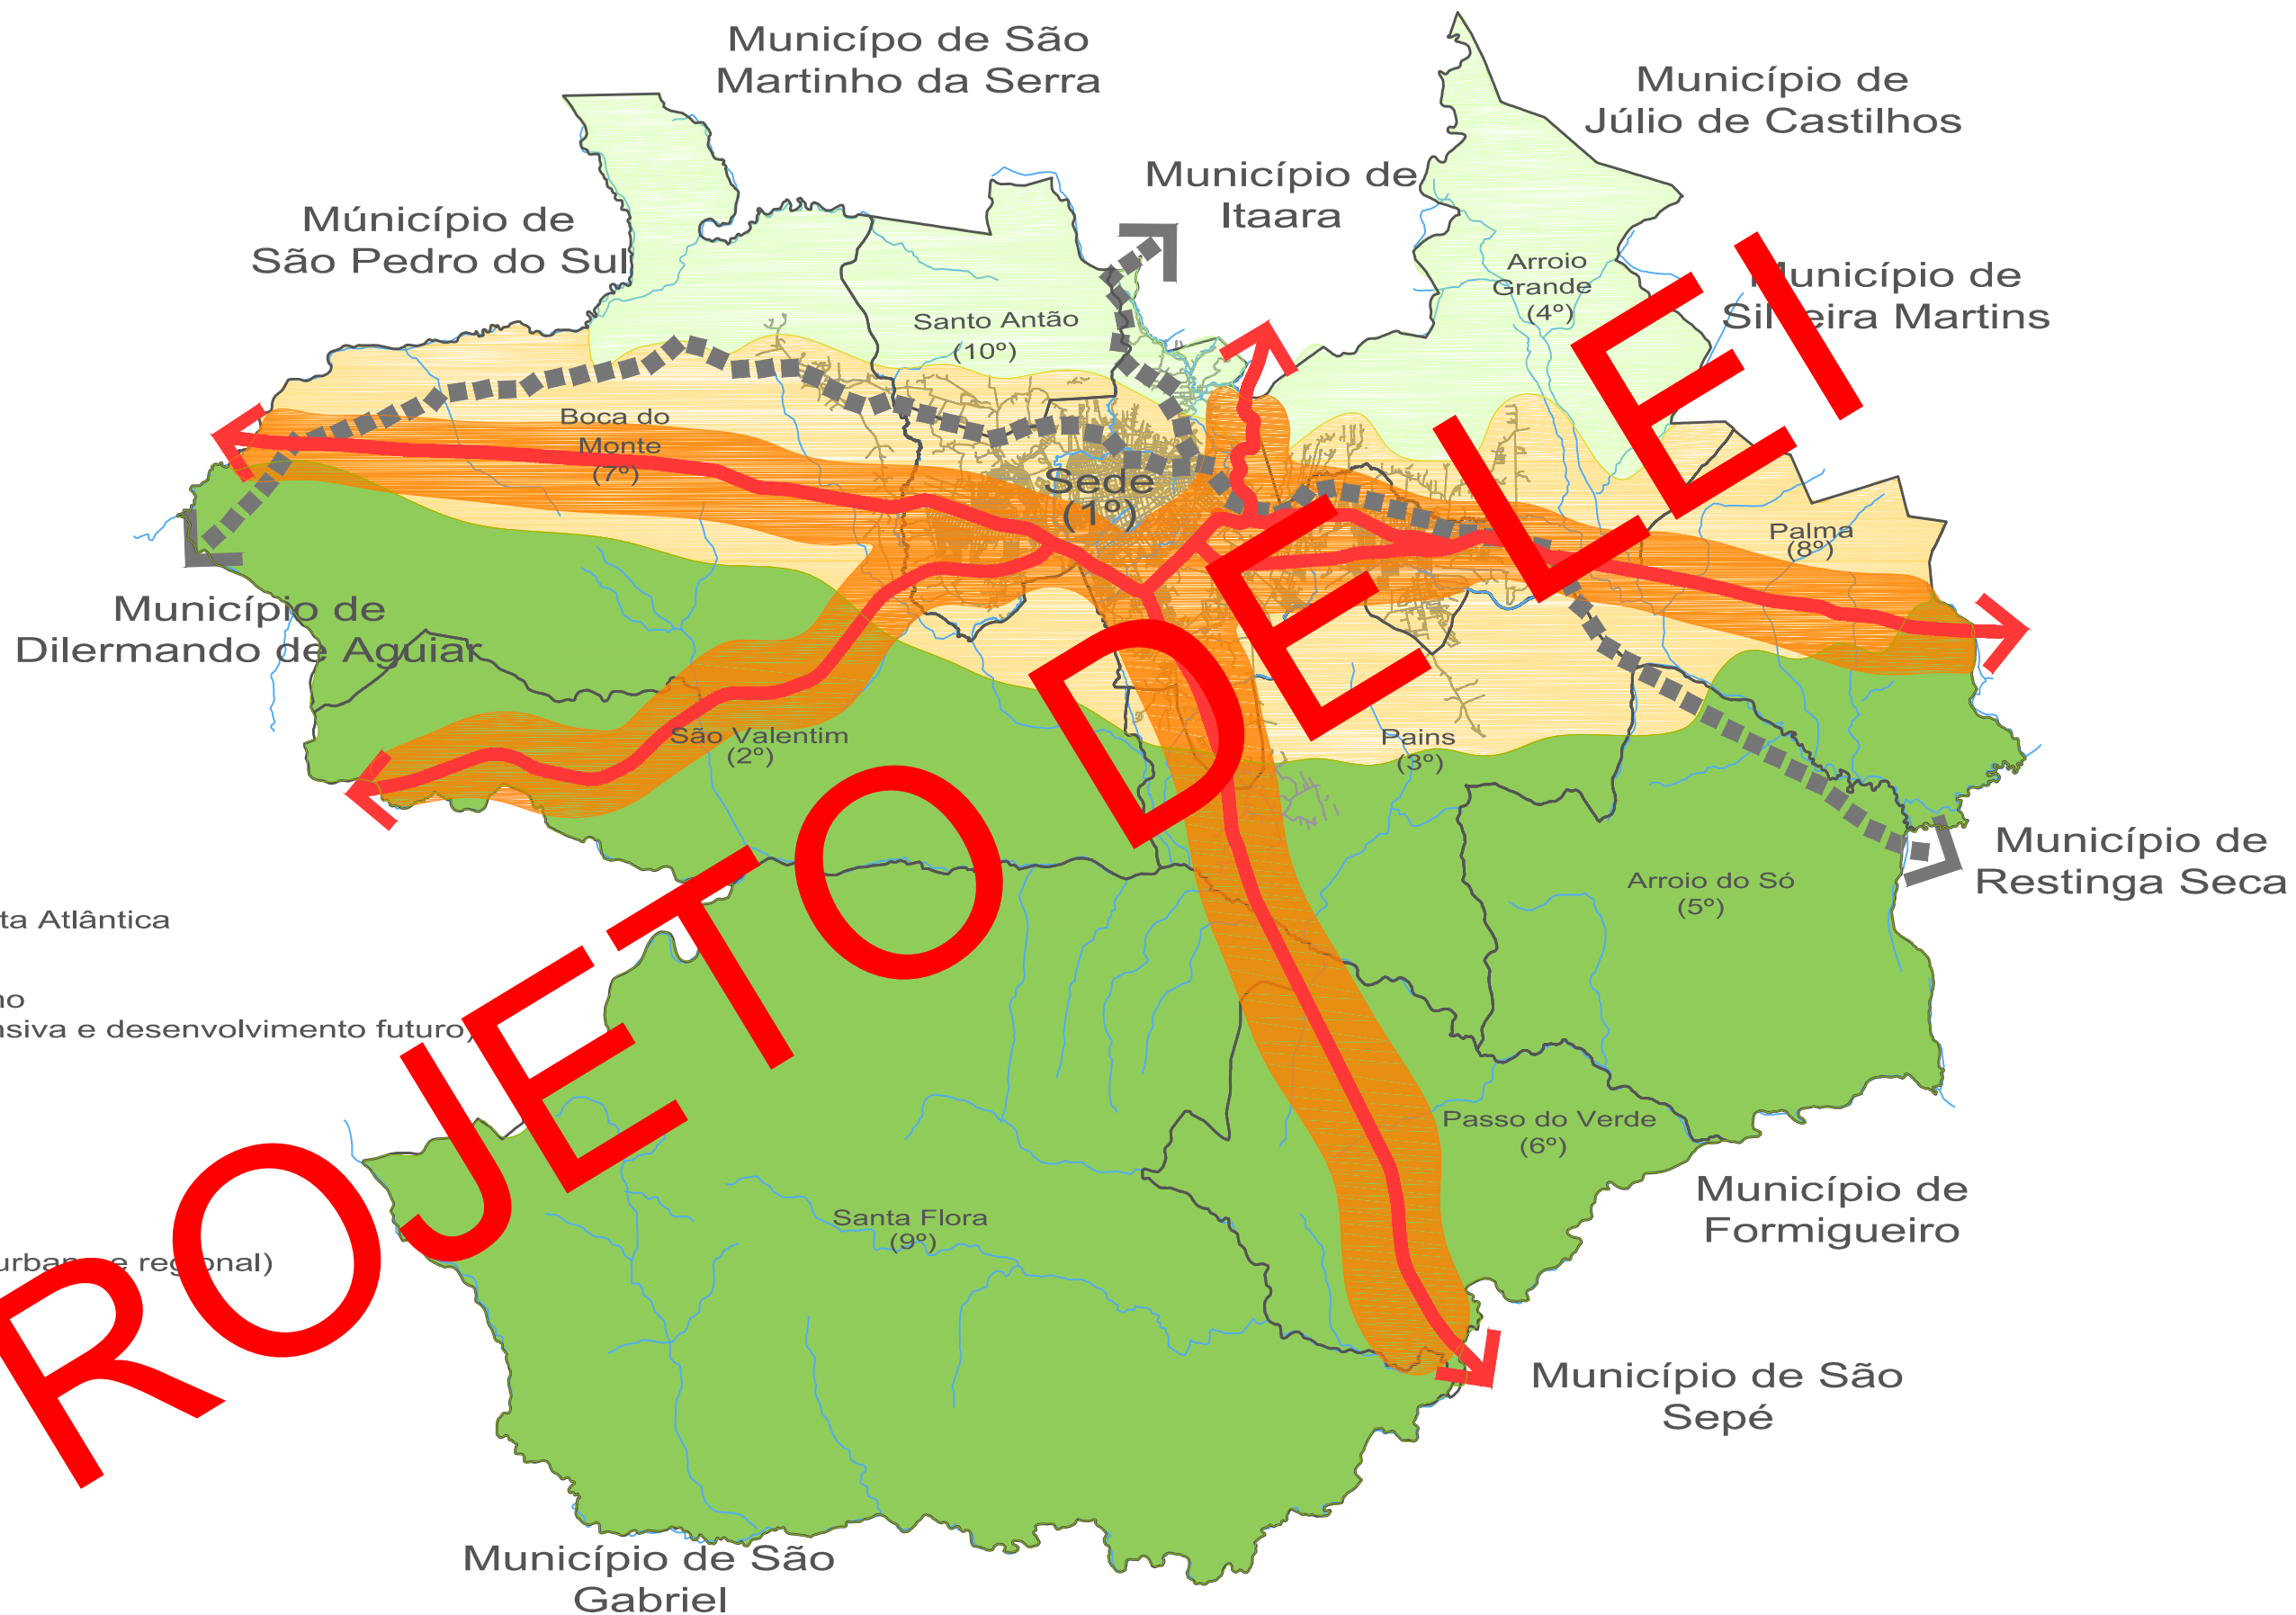 Municípo de São
Martinho da Serra
Município de
Júlio de Castilhos
Município de
Itaara
Múnicípio de
São Pedro do Sul
Arroio
Grande
(4º)
Município de
Silveira Martins
Santo Antão
(10º)
Boca do
Monte
(7º)
Sede
(1º)
Palma
(8º)
Município de
Dilermando de Aguiar
São Valentim
(2º)
Pains
(3º)
Município de
Restinga Seca
Arroio do Só
(5º)
ta Atlântica
no
nsiva e desenvolvimento futuro)
Passo do Verde
(6º)
Município de
Formigueiro
Santa Flora
(9º)
urbana e regional)
Município de São
Sepé
Município de São
Gabriel
ROJETO DE LEI